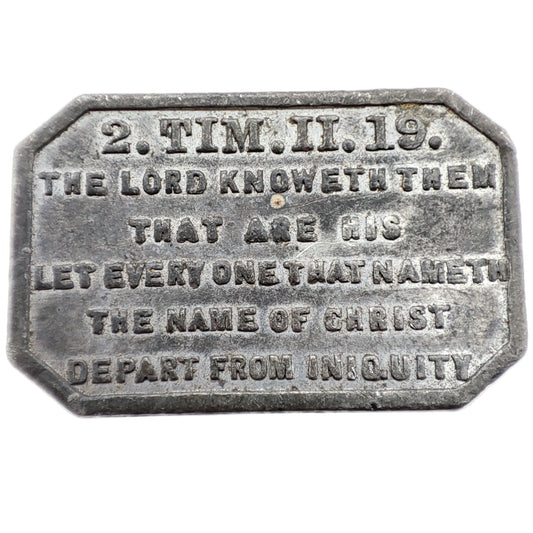 2. TIM. II. 19.
THE LORD KNOWETH THEM
THAT ARE HIS
LET EVERY ONE THAT NAMETH
THE NAME OF CHRIST
DEPART FROM INIQUITY